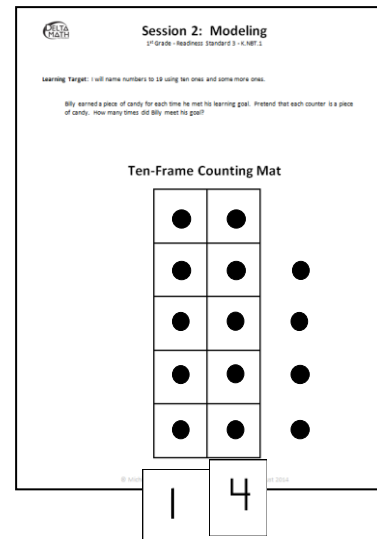 DELTA
MATH
Session 2: Modeling
1st Grade - Readiness Standard 3 - K.NBT.1
Learning Target: I will name numbers to 19 using ten ones and some more ones.
Billy earned a piece of candy for each time he met his learning goal. Pretend that each counter is a piece
of candy. How many times did Billy meet his goal?
Ten-Frame Counting Mat
2014
1 4